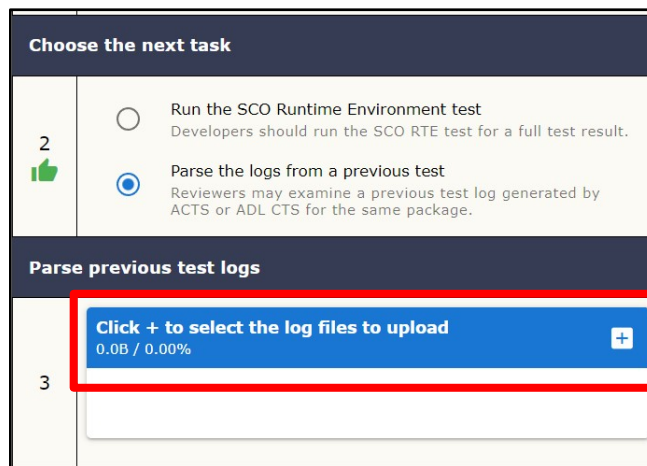 Choose the next task
2
Run the SCO Runtime Environment test
Developers should run the SCO RTE test for a full test result.
Parse the logs from a previous test
Reviewers may examine a previous test log generated by
ACTS or ADL CTS for the same package.
Parse previous test logs
3
Click + to select the log files to upload
0.0B / 0.00%